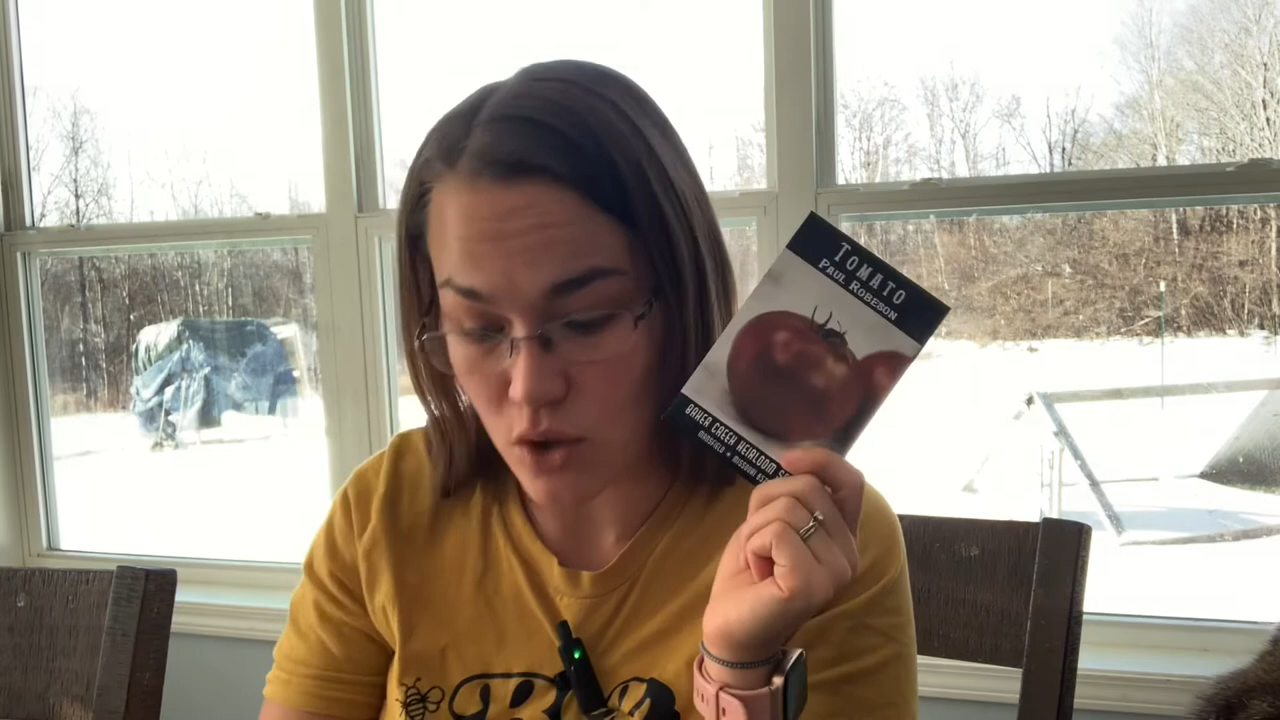 TOMATO
PAUL ROBESON
BAKER CREEK HEIRLOOM
MANSFIELD ★ MISSOURI